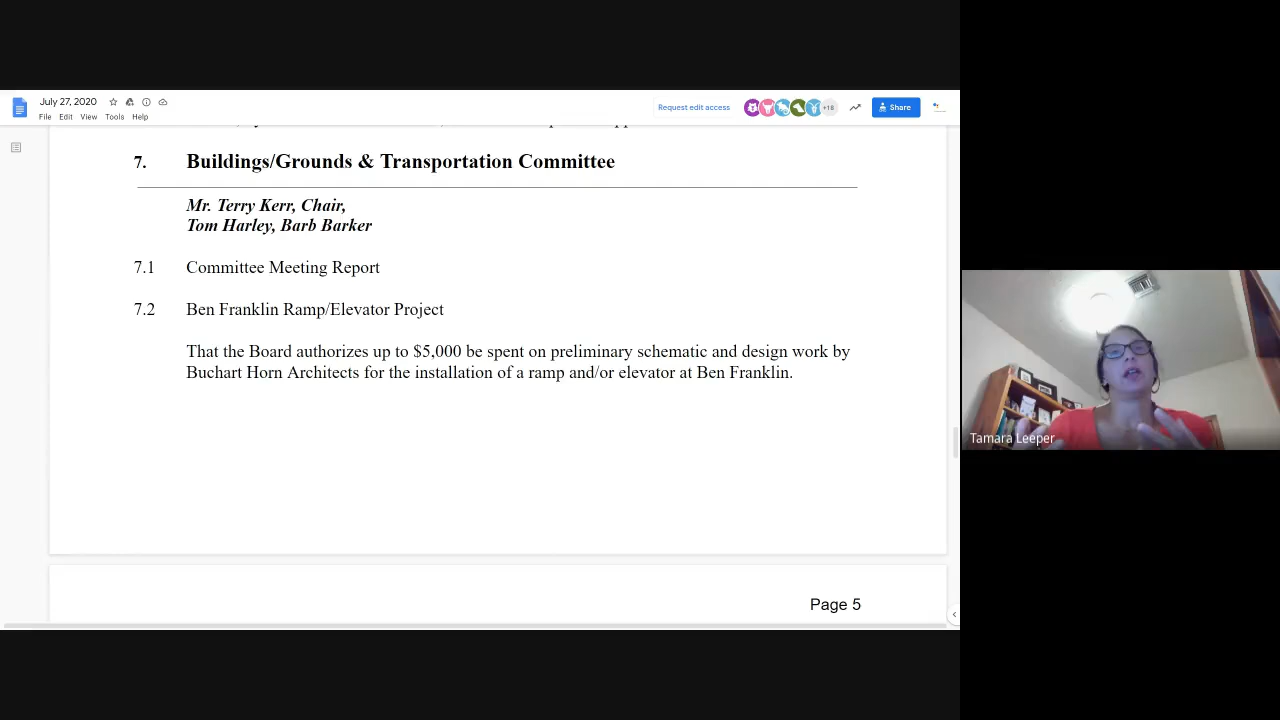 July 27, 2020
File Edit View Tools Help
Request edit access
+18
Share
7. Buildings/Grounds & Transportation Committee
Mr. Terry Kerr, Chair,
Tom Harley, Barb Barker
7.1 Committee Meeting Report
7.2 Ben Franklin Ramp/Elevator Project
That the Board authorizes up to $5,000 be spent on preliminary schematic and design work by
Buchart Horn Architects for the installation of a ramp and/or elevator at Ben Franklin.
Page 5
Tamara Leeper